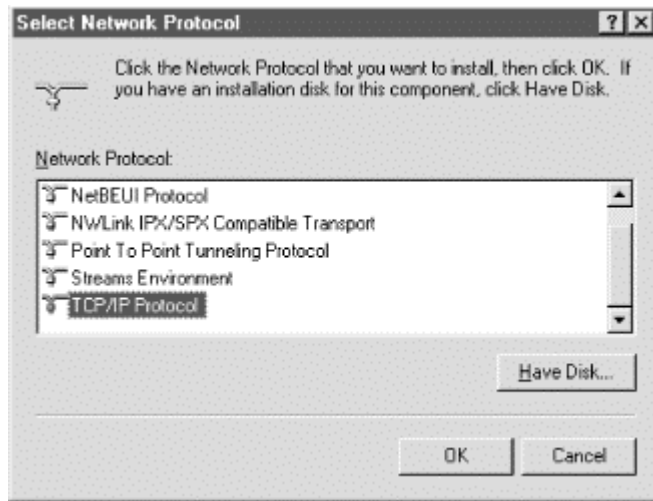 Select Network Protocol
Click the Network Protocol that you want to install, then click OK. If
you have an installation disk for this component, click Have Disk.
Network Protocol:
NetBEUI Protocol
NWLink IPX/SPX Compatible Transport
Point To Point Tunneling Protocol
Streams Environment
TCP/IP Protocol
Have Disk...
OK Cancel